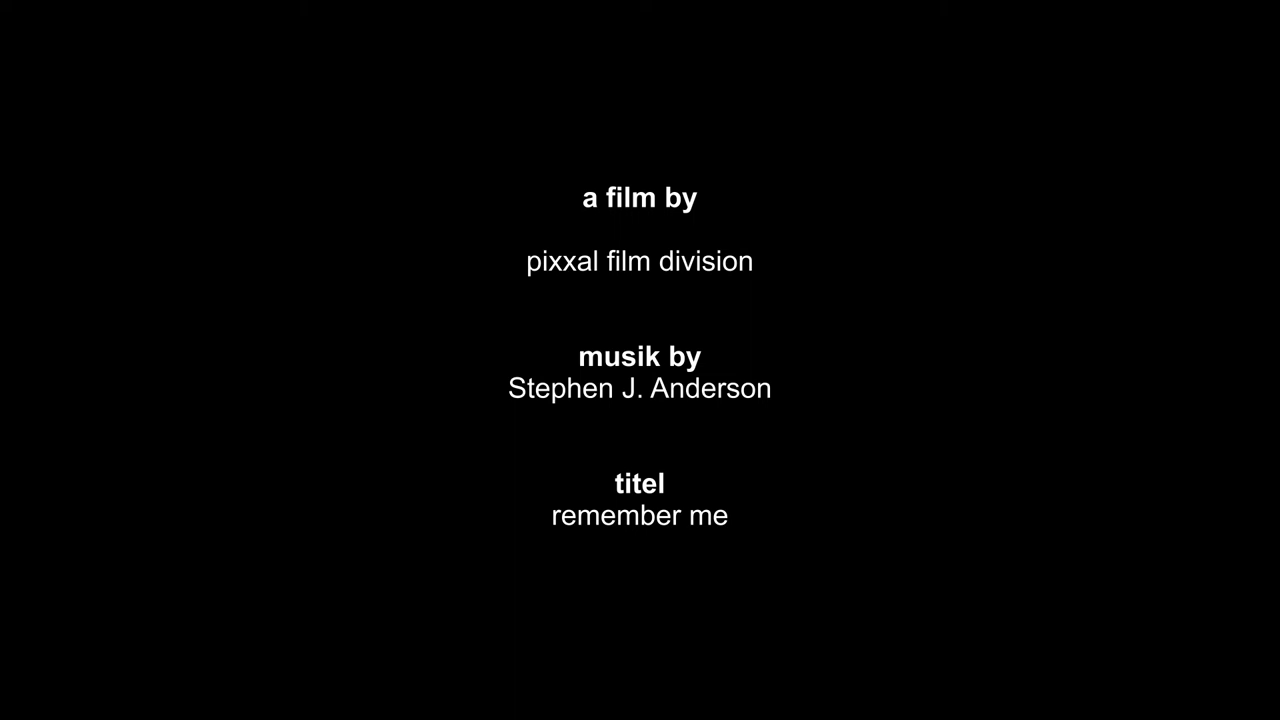 a film by
pixxal film division
musik by
Stephen J. Anderson
titel
remember me